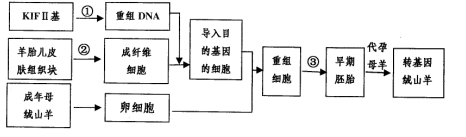 KIFⅡ基
①
重组 DNA
羊胎儿皮
肤组织块
②
成纤维
细胞
导入目
的基因
的细胞
成年母
绒山羊
卵细胞
重组
细胞
③
早期
胚胎
代孕
母羊
转基因
绒山羊